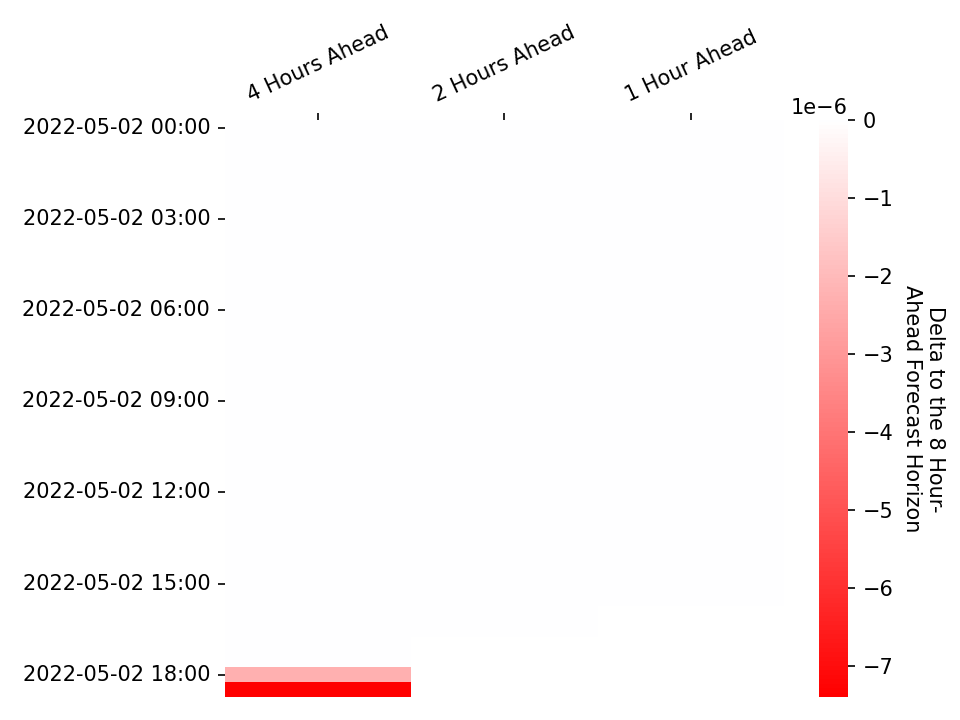 4 Hours Ahead
2 Hours Ahead
1 Hour Ahead
1e−6
2022-05-02 00:00
2022-05-02 03:00
2022-05-02 06:00
2022-05-02 09:00
2022-05-02 12:00
2022-05-02 15:00
2022-05-02 18:00
0
−1
−2
−3
−4
−5
−6
−7
Delta to the 8 Hour-
Ahead Forecast Horizon